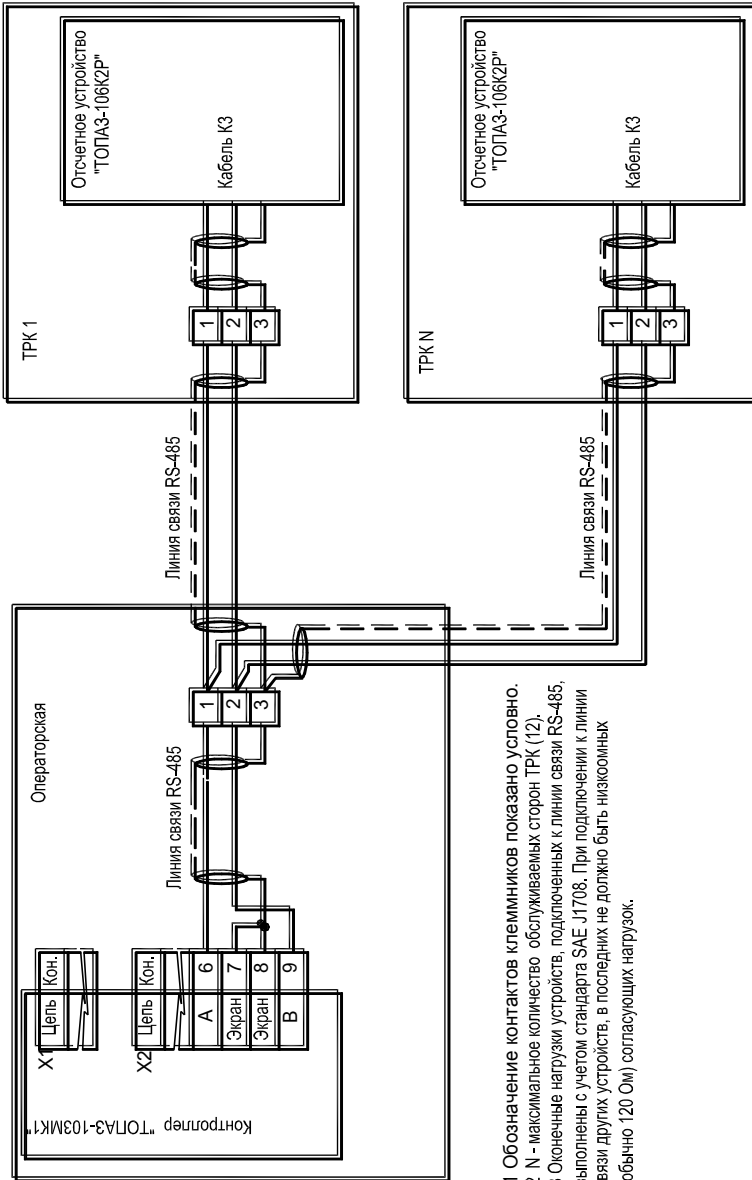 ТРК 1
Отсчетное устройство
"ТОПАЗ-106К2Р"
Кабель К3
1
2
3
Линия связи RS-485
ТРК N
Отсчетное устройство
"ТОПАЗ-106К2Р"
Кабель К3
1
2
3
Линия связи RS-485
Операторская
Линия связи RS-485
1
2
3
Контроллер "ТОПАЗ-103МК1"
X1
Цепь Кон.
X2
Цепь Кон.
A 6
Экран 7
Экран 8
B 9
1 Обозначение контактов клеммников показано условно.
2 N - максимальное количество обслуживаемых сторон ТРК (12).
3 Оконечные нагрузки устройств, подключенных к линии связи RS-485,
выполнены с учетом стандарта SAE J1708. При подключении к линии
связи других устройств, в последних не должно быть низкоомных
(обычно 120 Ом) согласующих нагрузок.